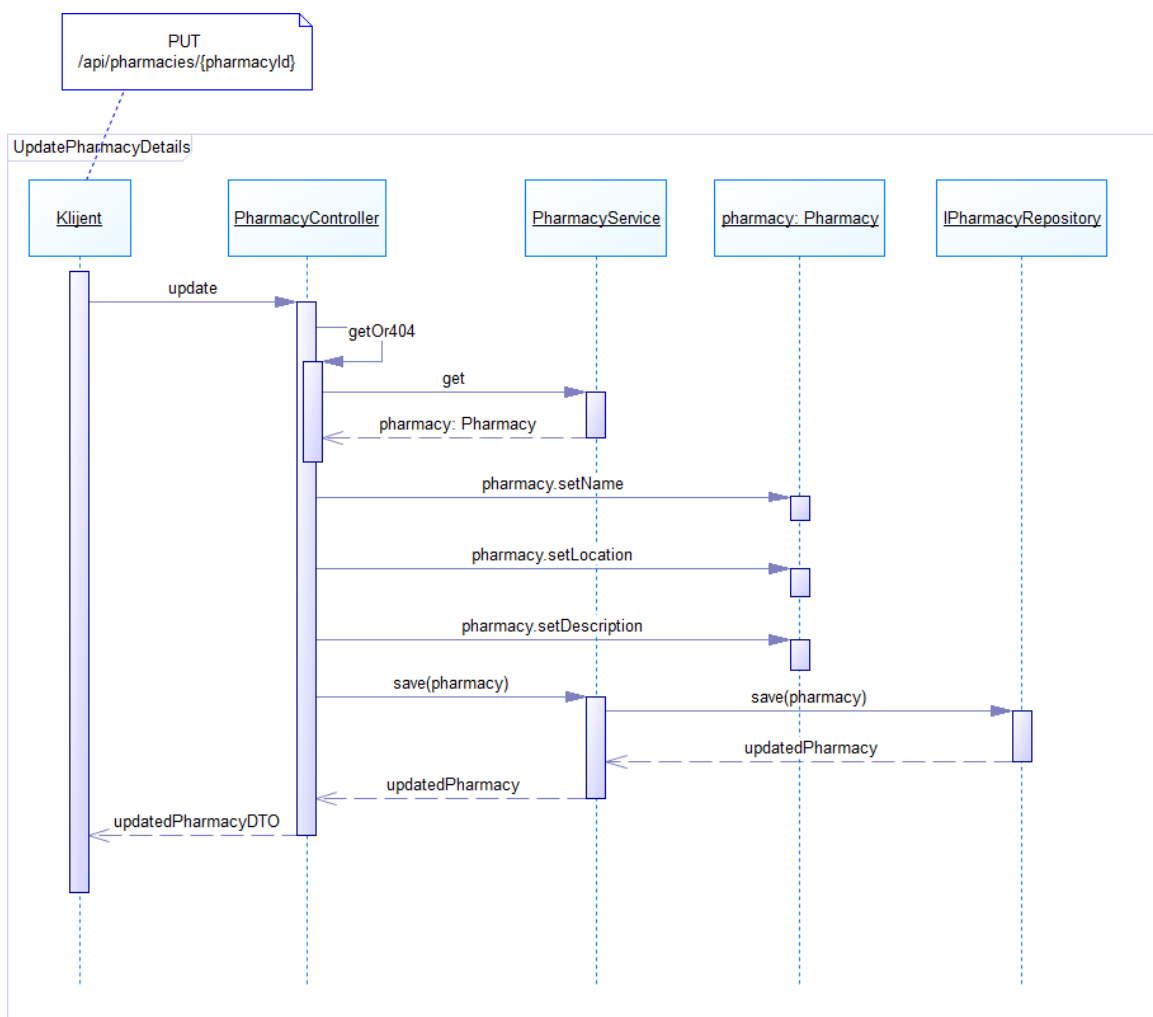 PUT
/api/pharmacies/{pharmacyId}
UpdatePharmacyDetails
Klijent
PharmacyController
PharmacyService
pharmacy: Pharmacy
IPharmacyRepository
update
getOr404
get
pharmacy: Pharmacy
pharmacy.setName
pharmacy.setLocation
pharmacy.setDescription
save(pharmacy)
save(pharmacy)
updatedPharmacy
updatedPharmacy
updatedPharmacyDTO